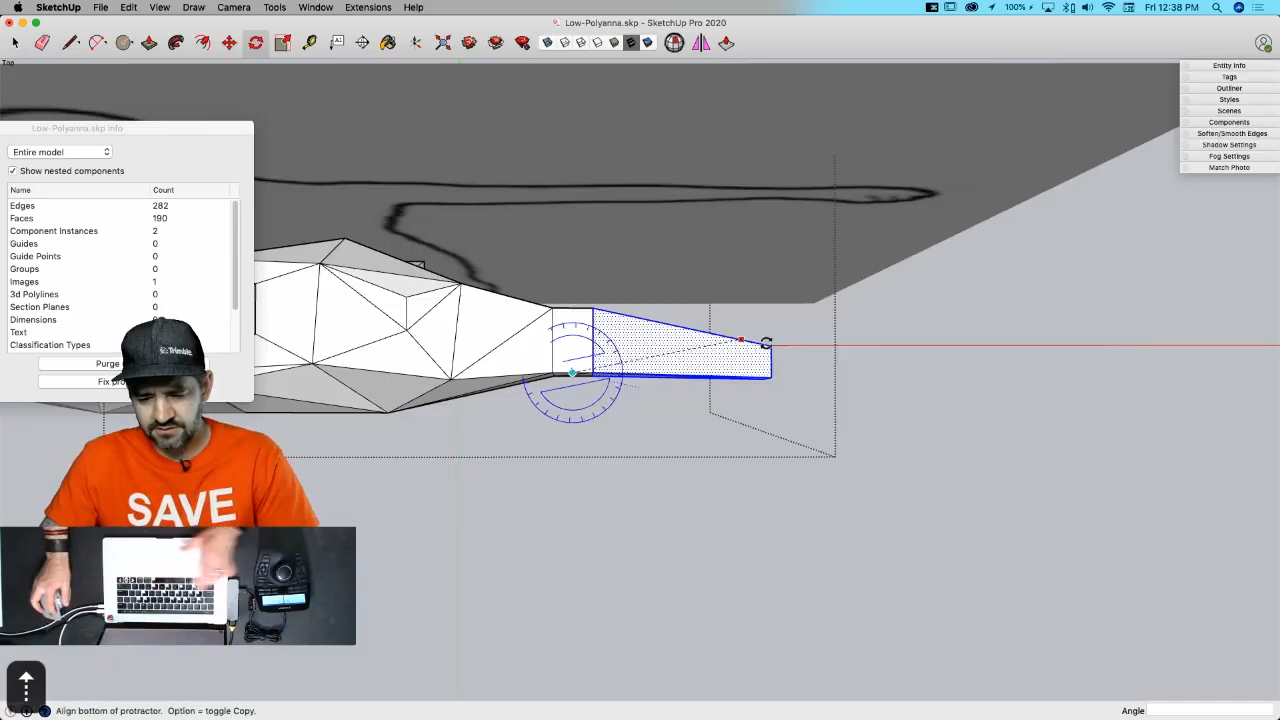 SketchUp File Edit View Draw Camera Tools Window Extensions Help 100% Fri 12:38 PM
Low-Polyanna.skp - SketchUp Pro 2020
Top
Entity Info
Tags
Outliner
Styles
Scenes
Components
Soften/Smooth Edges
Shadow Settings
Fog Settings
Match Photo
Low-Polyanna.skp info
Entire model
Show nested components
Name Count
Edges 282
Faces 190
Component Instances 2
Guides 0
Guide Points 0
Groups 0
Images 1
3d Polylines 0
Section Planes 0
Dimensions
Text
Classification Types
Purge
Fix
Trimble
SAVE
Align bottom of protractor. Option = toggle Copy.
Angle